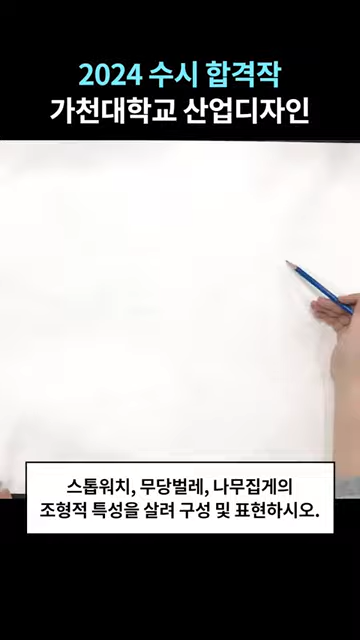 2024 수시 합격작
가천대학교 산업디자인
스톱워치, 무당벌레, 나무집게의
조형적 특성을 살려 구성 및 표현하시오.